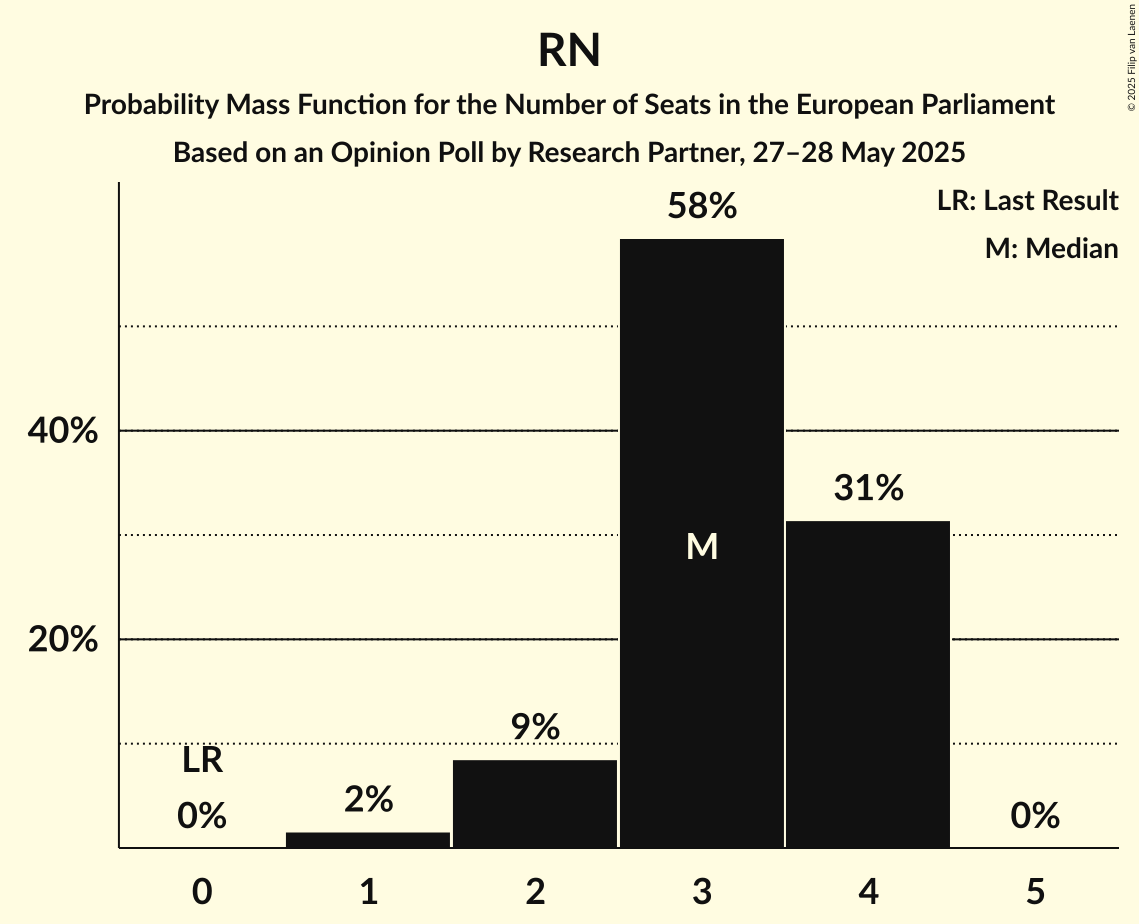 RN
Probability Mass Function for the Number of Seats in the European Parliament
Based on an Opinion Poll by Research Partner, 27–28 May 2025
© 2025 Filip van Laenen
LR: Last Result
M: Median
58%
40%
31%
M
20%
9%
LR
2%
0%
0%
0 1 2 3 4 5